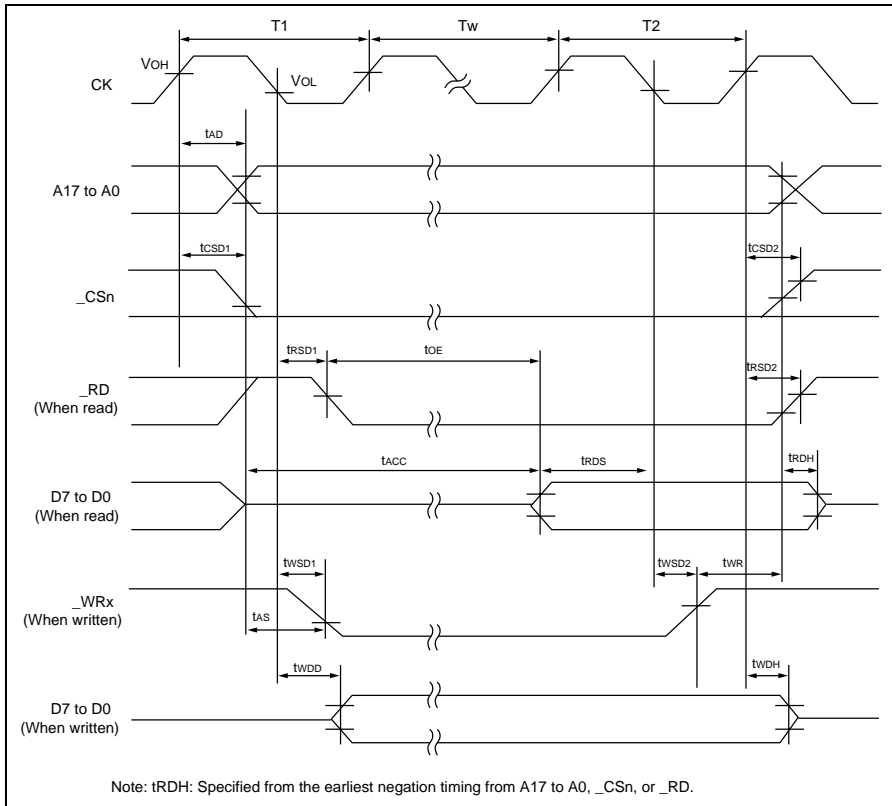 T1 Tw T2
VOH
VOL
CK
tAD
A17 to A0
tCSD1 tCSD2
_CSn
tRSD1 tOE
tRSD2
_RD
(When read)
tRDH
tACC tRDS
D7 to D0
(When read)
tWSD1 tWSD2 tWR
_WRx
(When written)
tAS
tWDD tWDH
D7 to D0
(When written)
Note: tRDH: Specified from the earliest negation timing from A17 to A0, _CSn, or _RD.